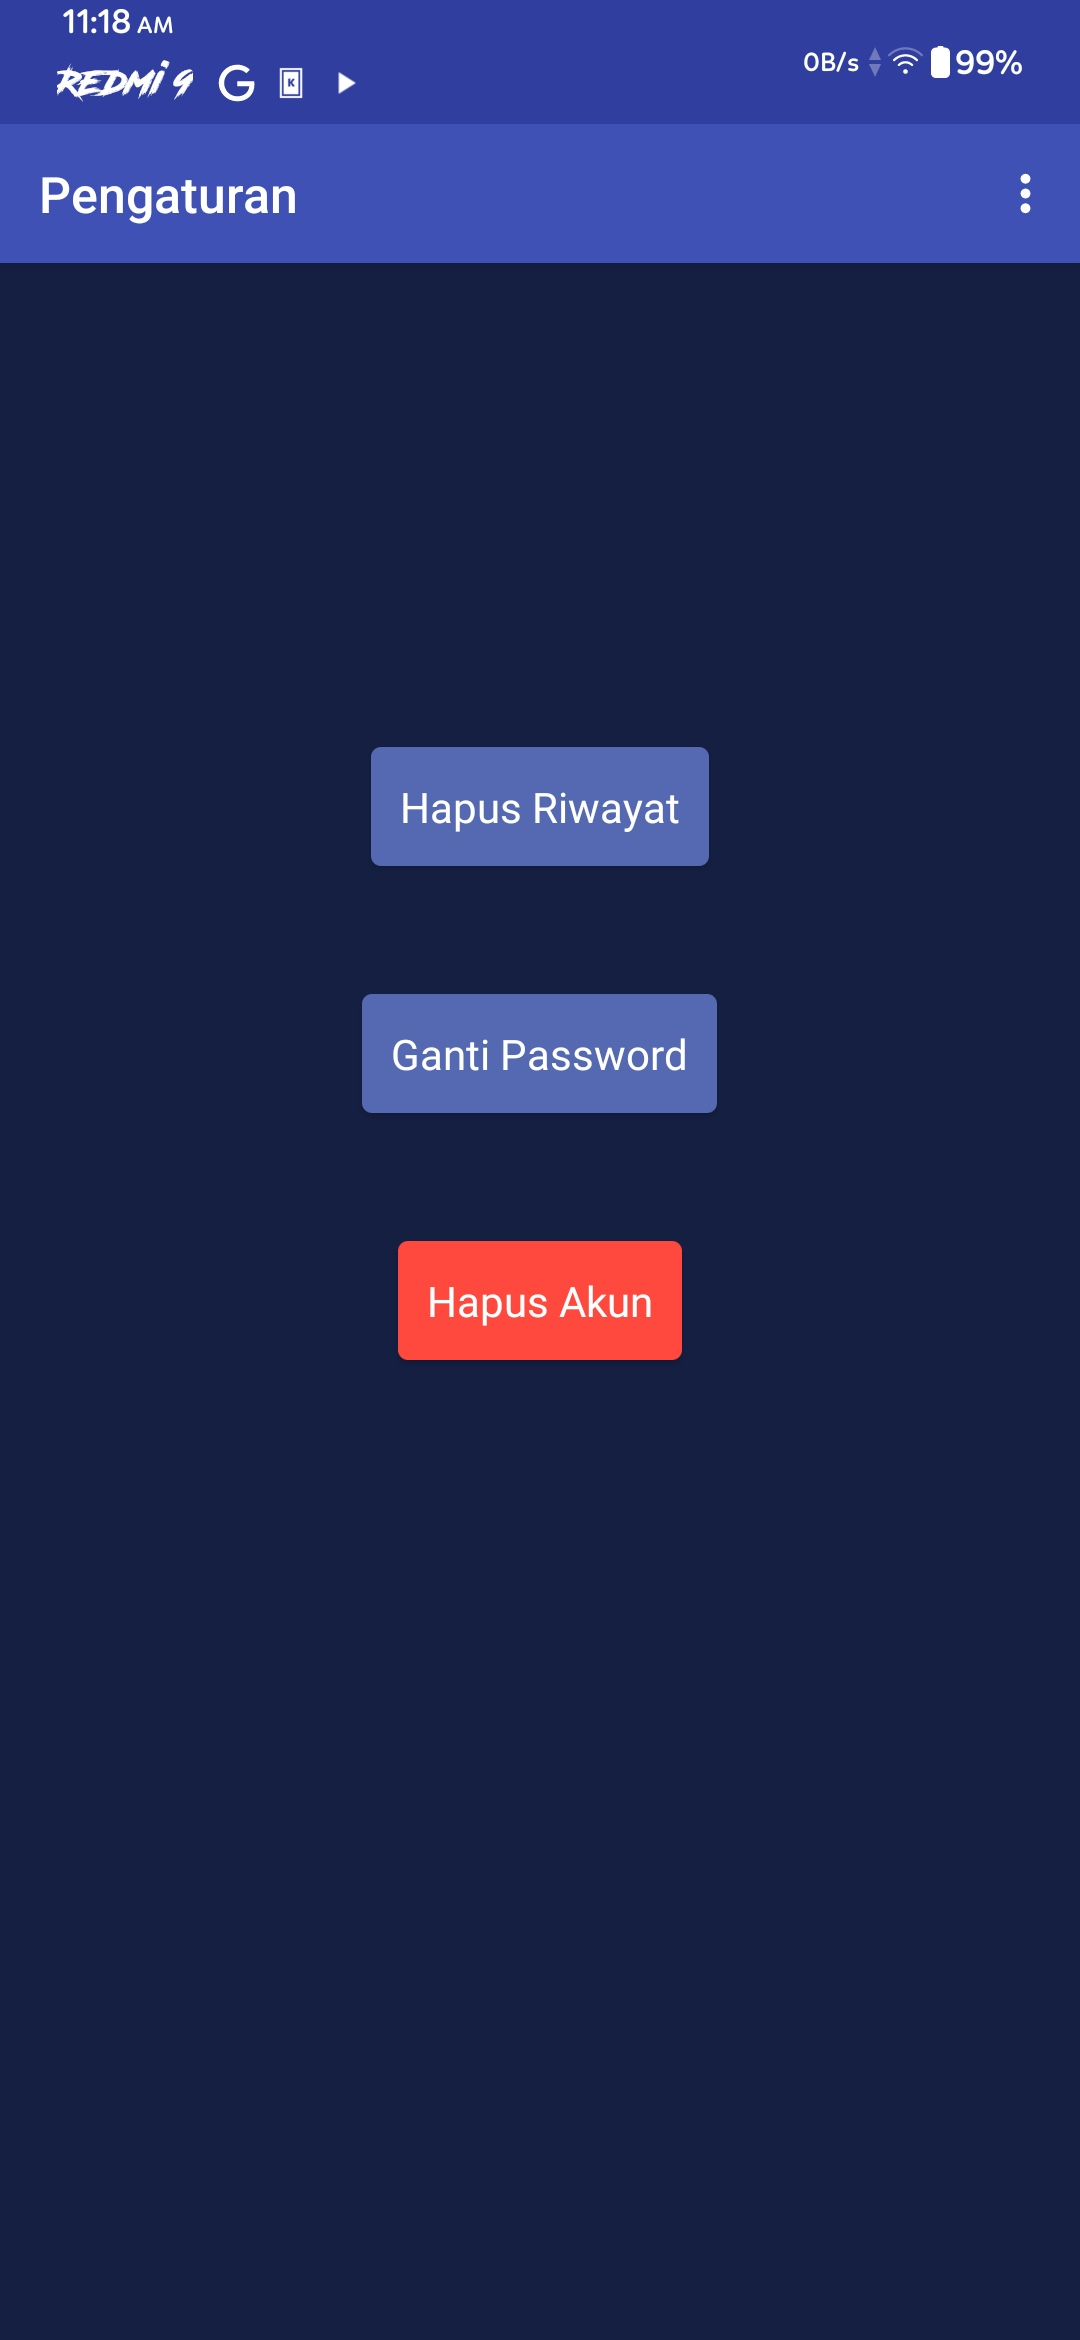 11:18 AM
REDMI 9
0B/s
99%
Pengaturan
Hapus Riwayat
Ganti Password
Hapus Akun